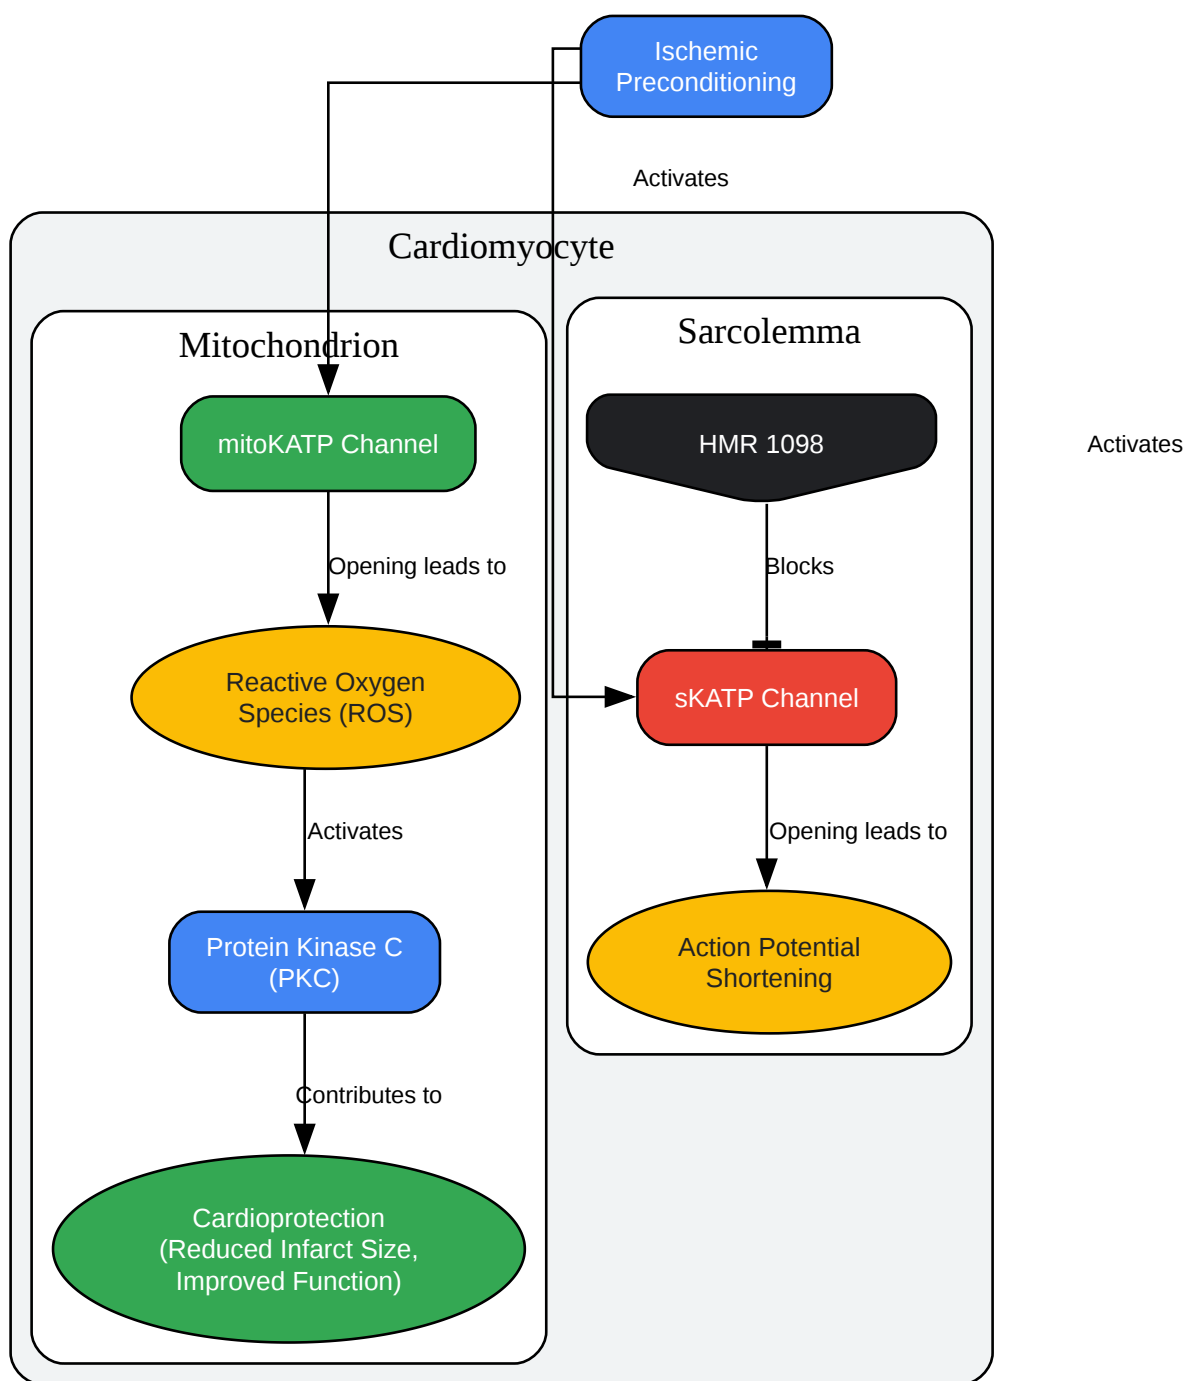 Ischemic
Preconditioning
Activates
Cardiomyocyte
Mitochondrion
Sarcolemma
mitoKATP Channel
HMR 1098
Activates
Opening leads to
Blocks
Reactive Oxygen
Species (ROS)
sKATP Channel
Activates
Opening leads to
Protein Kinase C
(PKC)
Action Potential
Shortening
Contributes to
Cardioprotection
(Reduced Infarct Size,
Improved Function)